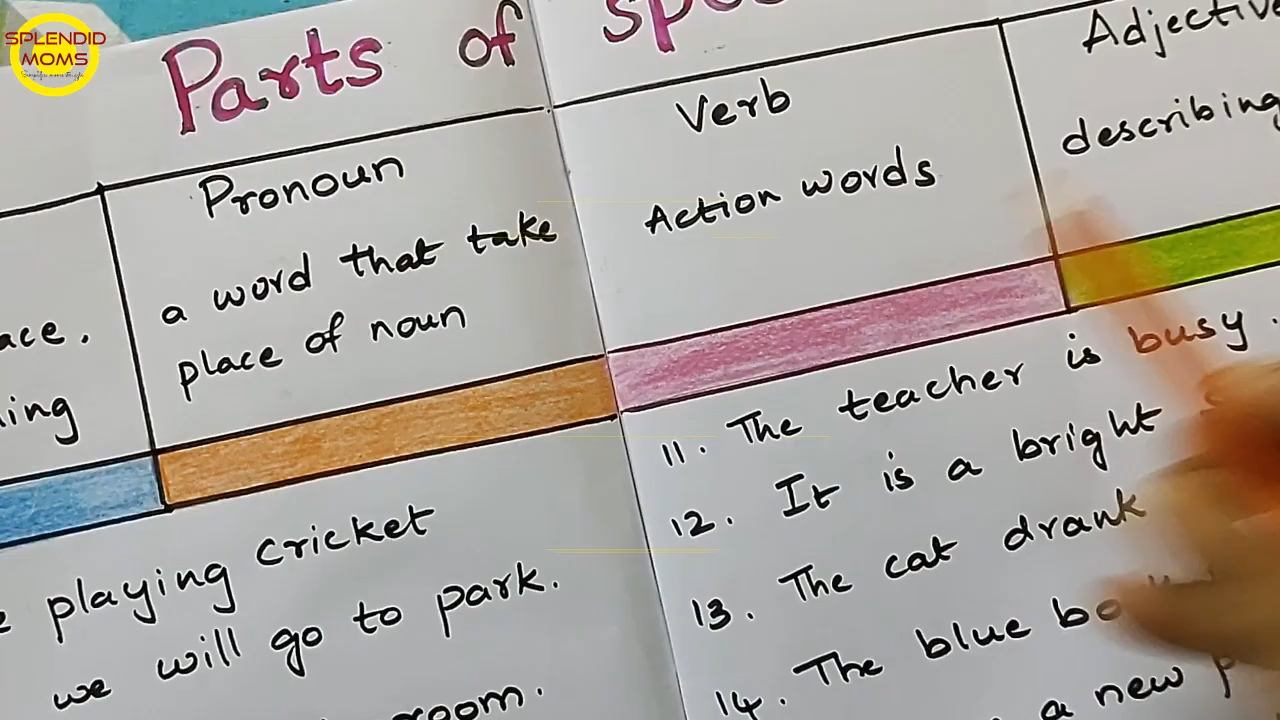 SPLENDID
MOMS
Parts of
Pronoun
a word that take
place of noun
Verb
Action words
Adjective
describing
playing cricket
we will go to park.
room.
11. The teacher is busy.
12. It is a bright
13. The cat drank
14. The blue
a new